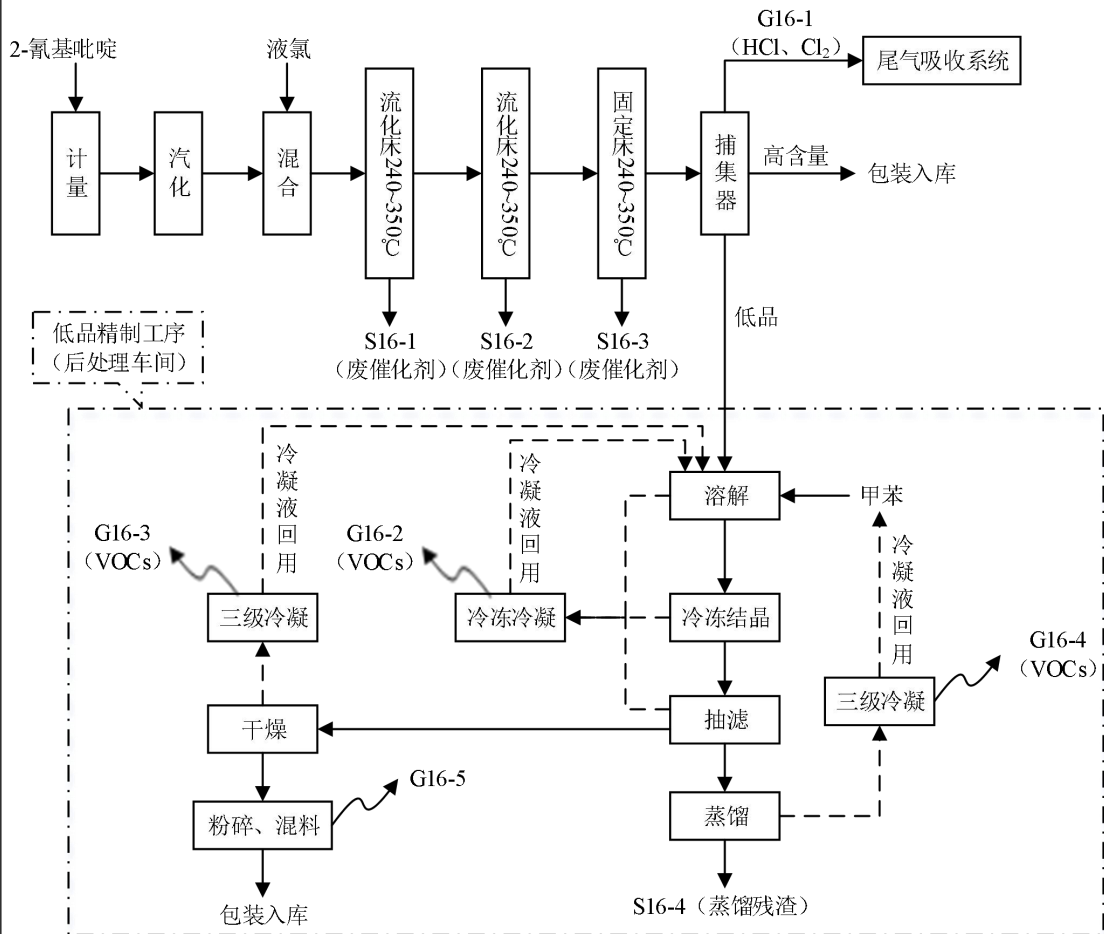 G16-1
（HCl、Cl₂）
尾气吸收系统
2-氰基吡啶
液氯
计量
汽化
混合
流化床240~350℃
流化床240~350℃
固定床240~350℃
捕集器
高含量
包装入库
S16-1
（废催化剂）
S16-2
（废催化剂）
S16-3
（废催化剂）
低品
低品精制工序
（后处理车间）
冷凝液回用
冷凝液回用
溶解
甲苯
冷凝液回用
G16-3
（VOCs）
G16-2
（VOCs）
三级冷凝
冷冻冷凝
冷冻结晶
G16-4
（VOCs）
三级冷凝
干燥
抽滤
G16-5
粉碎、混料
蒸馏
包装入库
S16-4（蒸馏残渣）